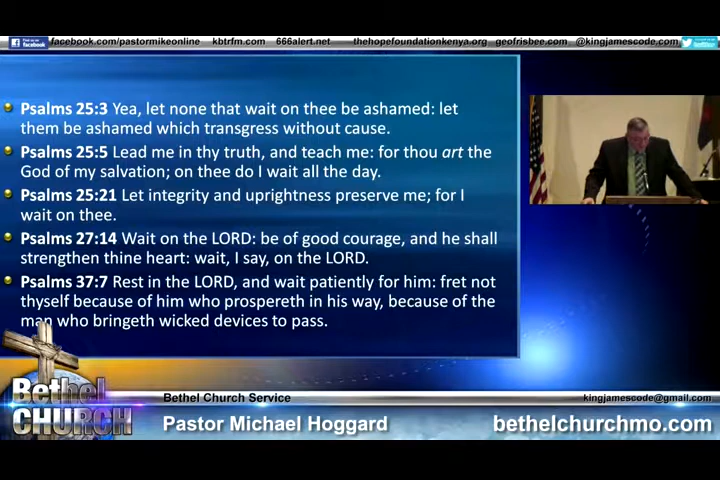 Find us on facebook facebook.com/pastormikeonline kbtrfm.com 666alert.net thehopefoundationkenya.org geofrisbee.com @kingjamescode.com twitter
Psalms 25:3 Yea, let none that wait on thee be ashamed: let
them be ashamed which transgress without cause.
Psalms 25:5 Lead me in thy truth, and teach me: for thou art the
God of my salvation; on thee do I wait all the day.
Psalms 25:21 Let integrity and uprightness preserve me; for I
wait on thee.
Psalms 27:14 Wait on the LORD: be of good courage, and he shall
strengthen thine heart: wait, I say, on the LORD.
Psalms 37:7 Rest in the LORD, and wait patiently for him: fret not
thyself because of him who prospereth in his way, because of the
man who bringeth wicked devices to pass.
Bethel
CHURCH
Bethel Church Service kingjamescode@gmail.com
Pastor Michael Hoggard bethelchurchmo.com